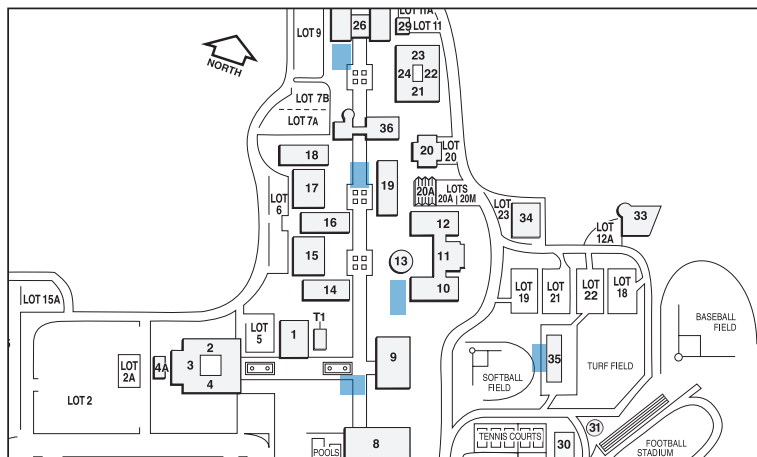 LOT 11A
LOT 9
26
29
LOT 11
23
24
22
21
NORTH
LOT 7B
LOT 7A
36
18
20
LOT
20
17
19
20A
LOTS
20A | 20M
LOT
6
16
12
LOT
23
34
33
LOT
12A
15
13
11
14
10
LOT
19
LOT
21
LOT
22
LOT
18
LOT 15A
T1
LOT
5
1
BASEBALL
FIELD
2
3
4
4A
LOT
2A
9
35
TURF FIELD
SOFTBALL
FIELD
LOT 2
8
POOLS
TENNIS COURTS
30
31
FOOTBALL
STADIUM